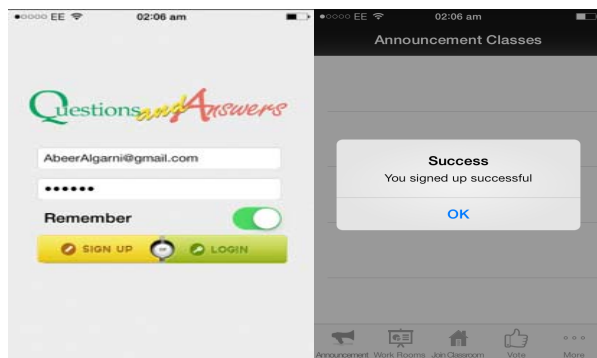 EE 02:06 am
QuestionsandAnswers
AbeerAlgarni@gmail.com
••••••
Remember
SIGN UP OR LOGIN
EE 02:06 am
Announcement Classes
Success
You signed up successful
OK
Announcement Work Rooms Join Classroom Vote More